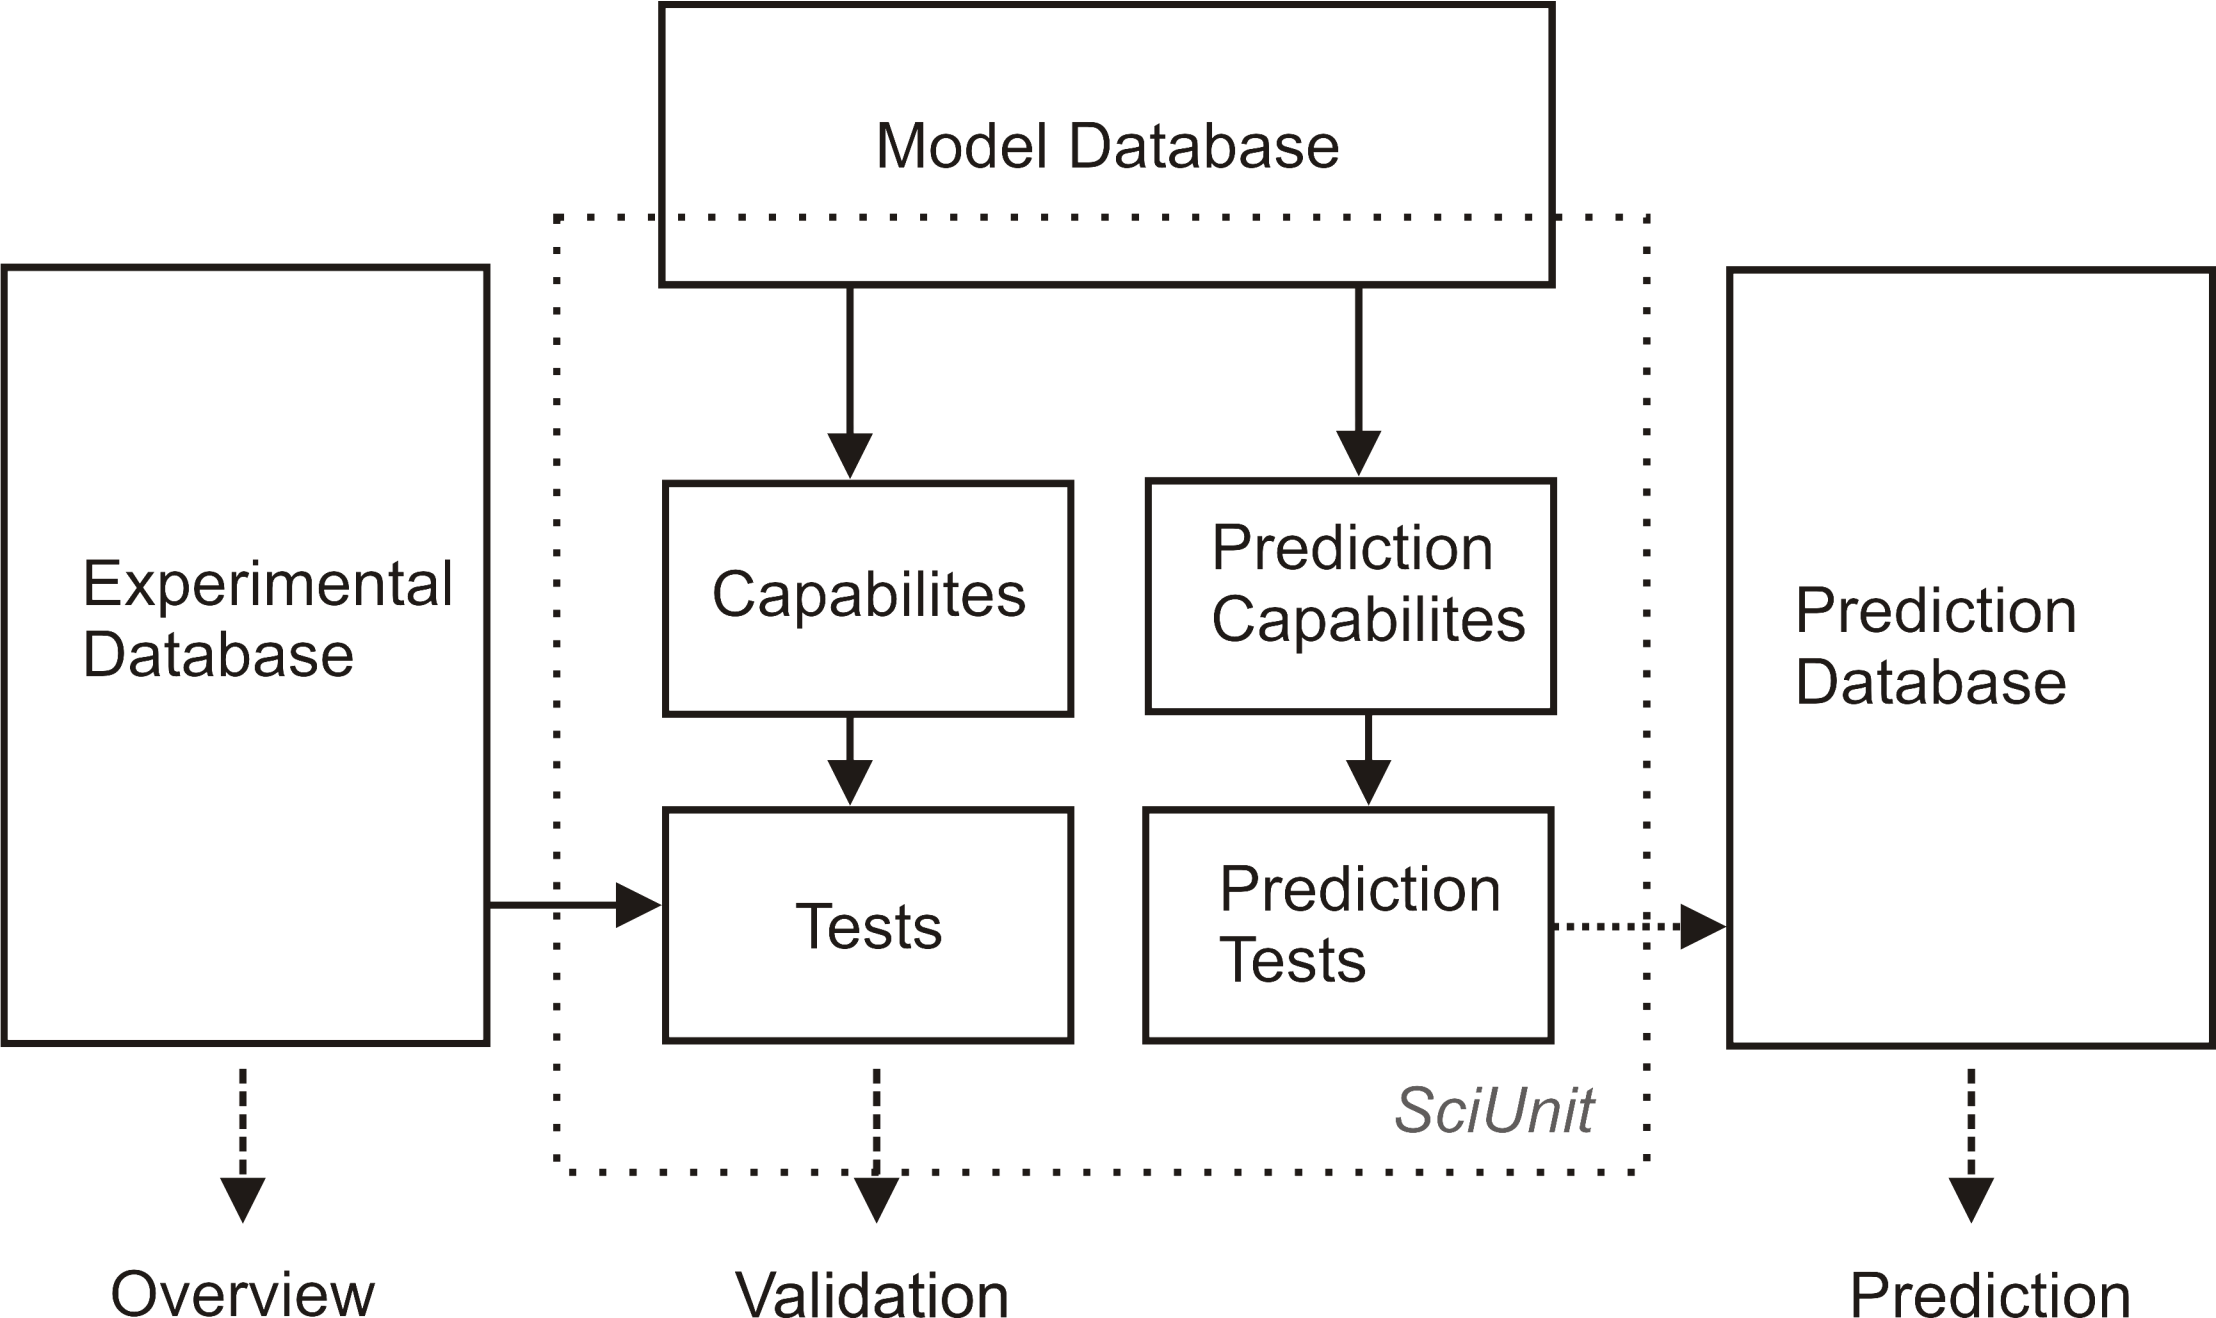 Model Database
Experimental
Database
Capabilites
Prediction
Capabilites
Prediction
Database
Tests
Prediction
Tests
SciUnit
Overview
Validation
Prediction